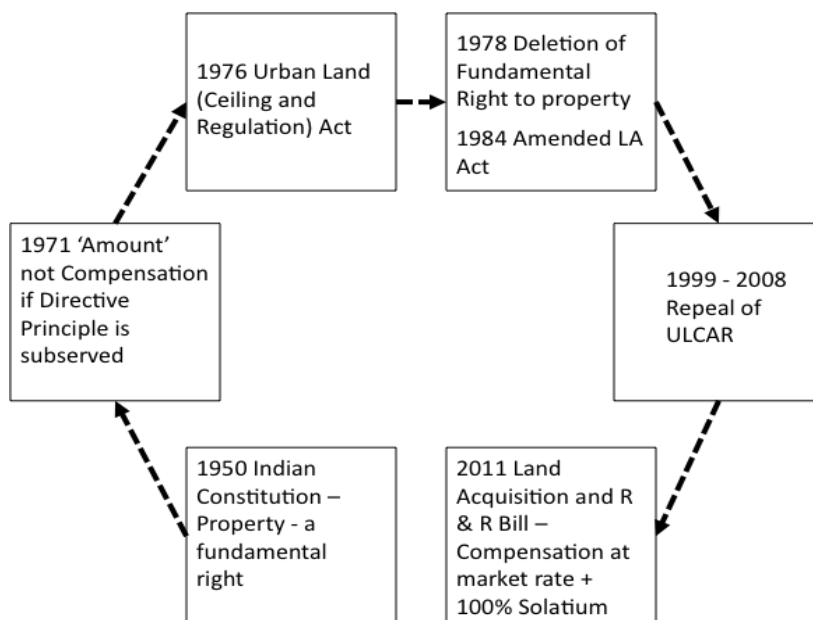 1976 Urban Land
(Ceiling and
Regulation) Act
1978 Deletion of
Fundamental
Right to property
1984 Amended LA
Act
1971 ‘Amount’
not Compensation
if Directive
Principle is
subserved
1999 - 2008
Repeal of
ULCAR
1950 Indian
Constitution –
Property - a
fundamental
right
2011 Land
Acquisition and R
& R Bill –
Compensation at
market rate +
100% Solatium